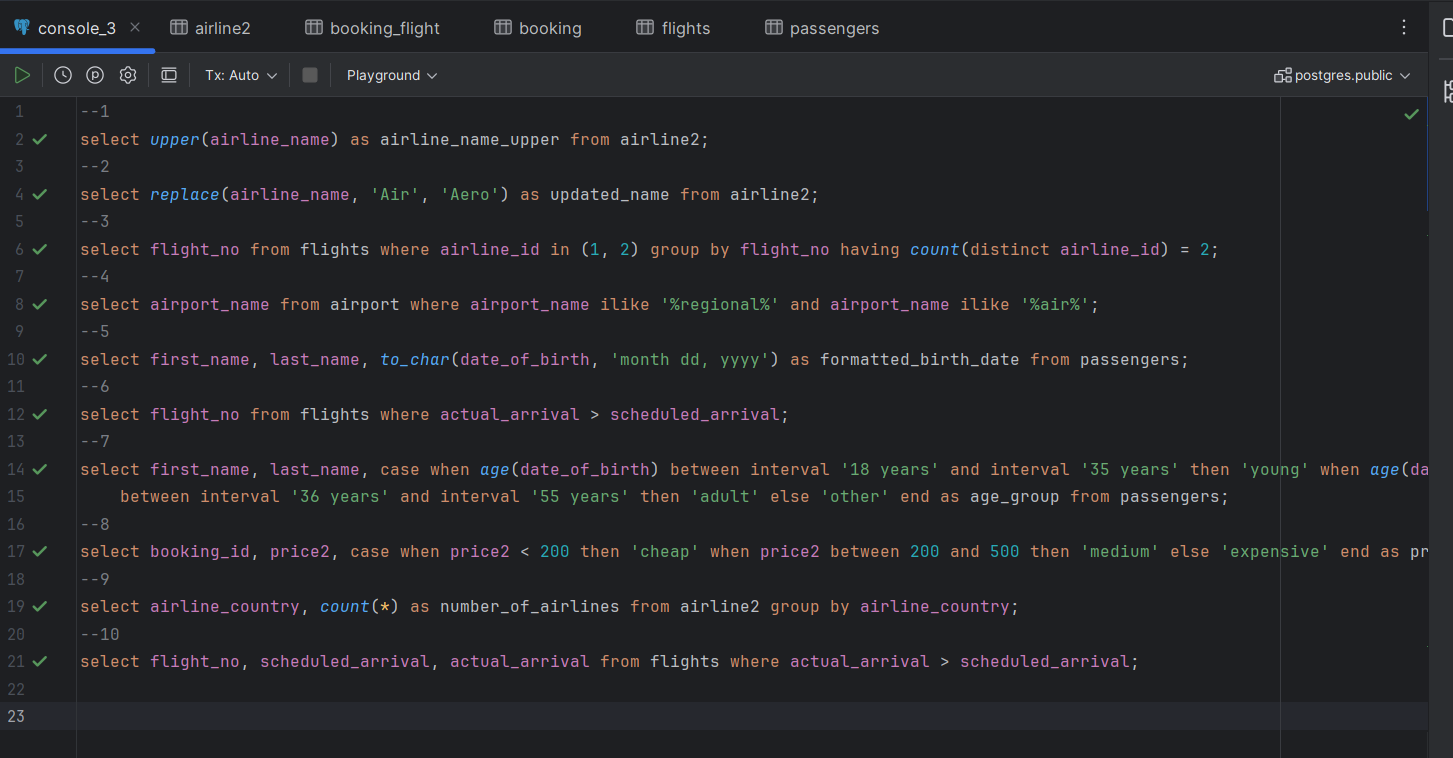 console_3
airline2
booking_flight
booking
flights
passengers
Tx: Auto
Playground
postgres.public
1 --1
2 select upper(airline_name) as airline_name_upper from airline2;
3 --2
4 select replace(airline_name, 'Air', 'Aero') as updated_name from airline2;
5 --3
6 select flight_no from flights where airline_id in (1, 2) group by flight_no having count(distinct airline_id) = 2;
7 --4
8 select airport_name from airport where airport_name ilike '%regional%' and airport_name ilike '%air%';
9 --5
10 select first_name, last_name, to_char(date_of_birth, 'month dd, yyyy') as formatted_birth_date from passengers;
11 --6
12 select flight_no from flights where actual_arrival > scheduled_arrival;
13 --7
14 select first_name, last_name, case when age(date_of_birth) between interval '18 years' and interval '35 years' then 'young' when age(da
15 between interval '36 years' and interval '55 years' then 'adult' else 'other' end as age_group from passengers;
16 --8
17 select booking_id, price2, case when price2 < 200 then 'cheap' when price2 between 200 and 500 then 'medium' else 'expensive' end as pr
18 --9
19 select airline_country, count(*) as number_of_airlines from airline2 group by airline_country;
20 --10
21 select flight_no, scheduled_arrival, actual_arrival from flights where actual_arrival > scheduled_arrival;
22
23